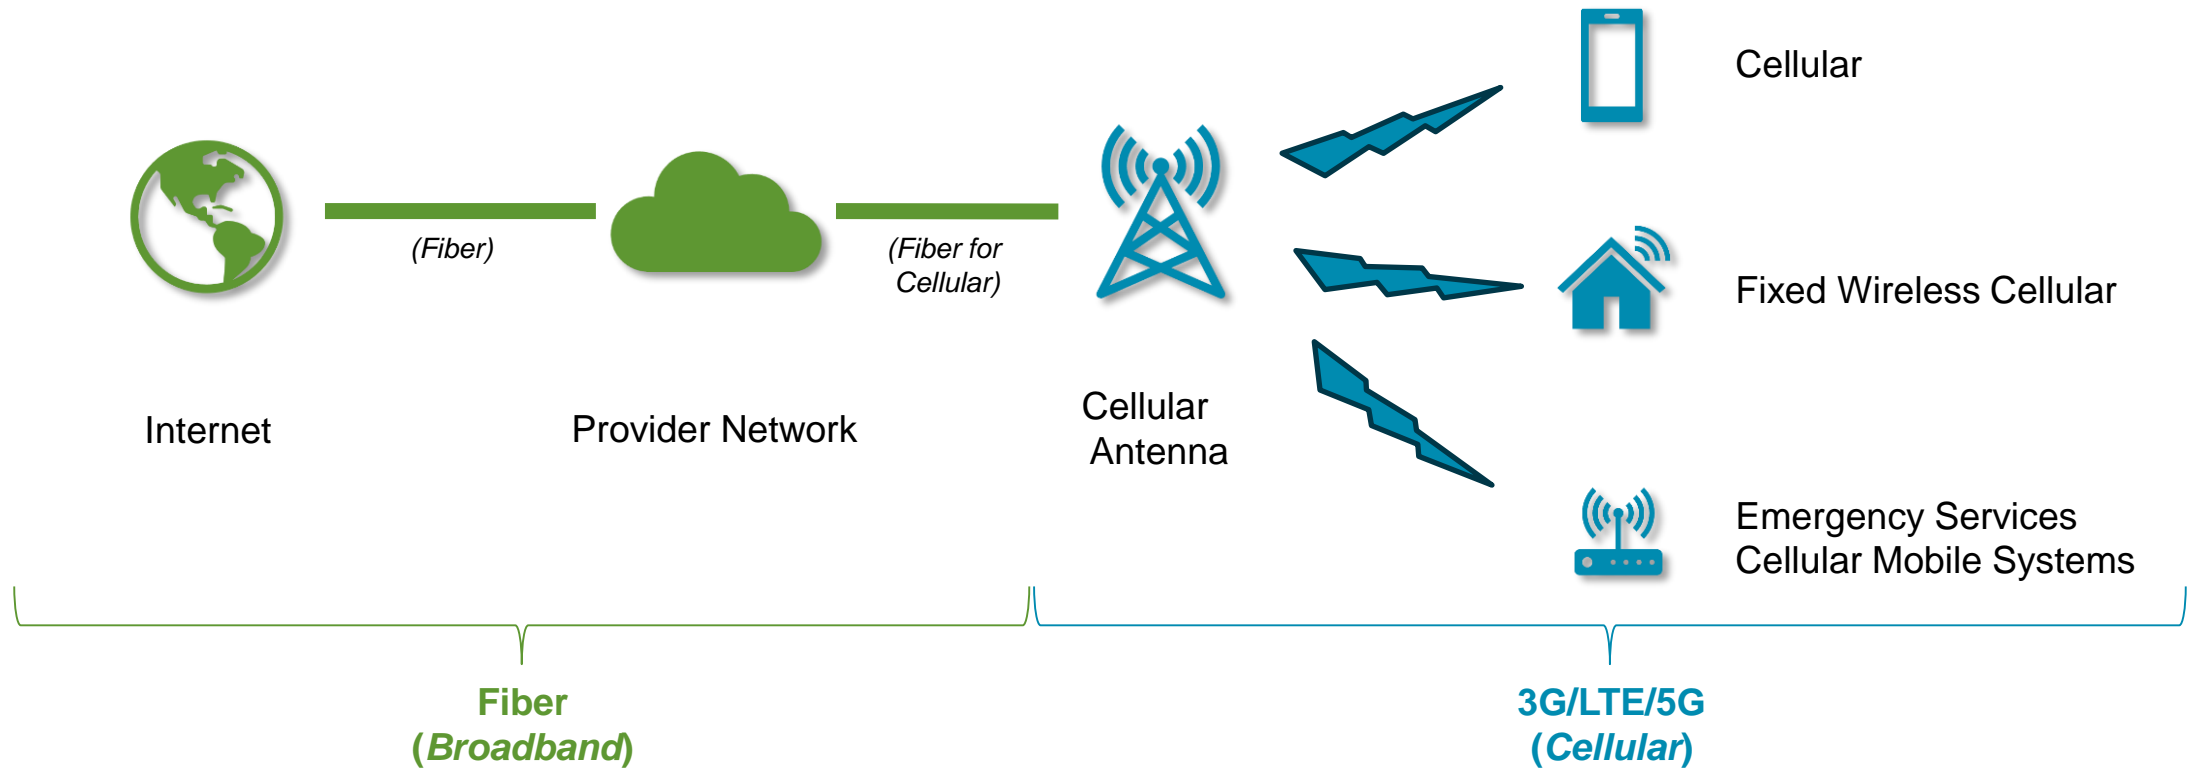 Cellular
(Fiber)
(Fiber for
Cellular)
Fixed Wireless Cellular
Internet
Provider Network
Cellular
Antenna
Emergency Services
Cellular Mobile Systems
Fiber
(Broadband)
3G/LTE/5G
(Cellular)